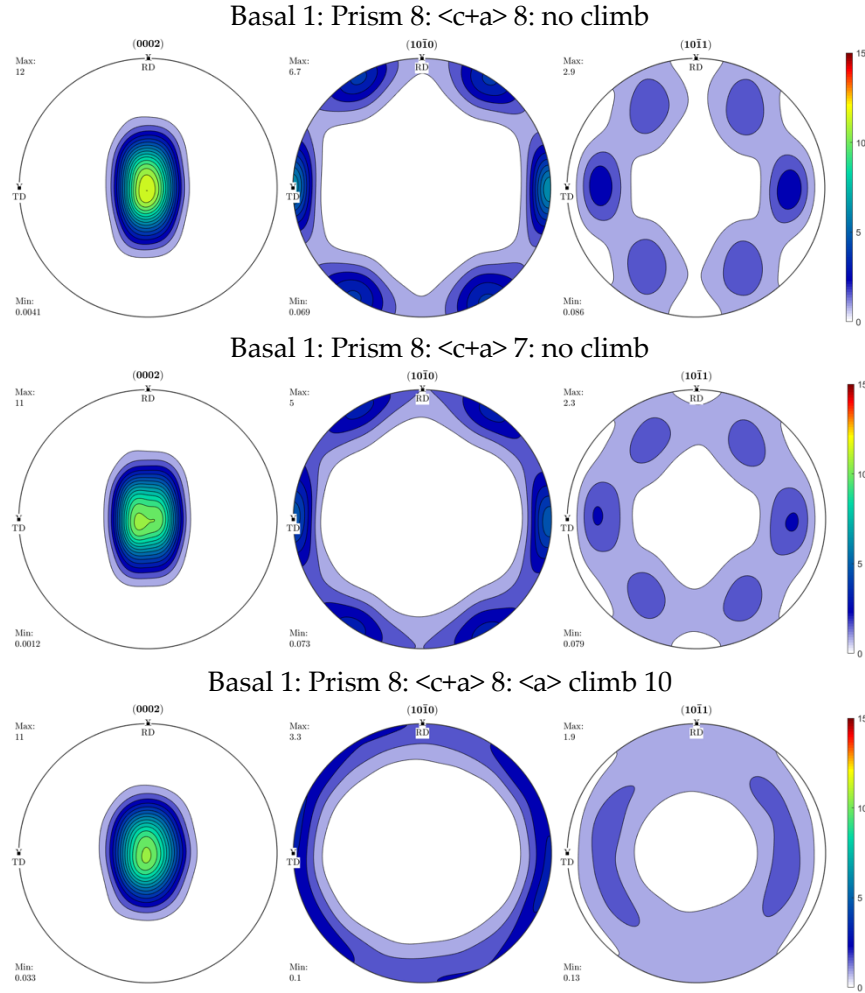 Basal 1: Prism 8: <c+a> 8: no climb
(0002) (101̄0) (101̄1)
Max: 12 Max: 6.7 Max: 2.9
RD RD RD
15
10
5
0
TD TD TD
Min: 0.0041 Min: 0.069 Min: 0.086
Basal 1: Prism 8: <c+a> 7: no climb
(0002) (101̄0) (101̄1)
Max: 11 Max: 5 Max: 2.3
RD RD RD
15
10
5
0
TD TD TD
Min: 0.0012 Min: 0.073 Min: 0.079
Basal 1: Prism 8: <c+a> 8: <a> climb 10
(0002) (101̄0) (101̄1)
Max: 11 Max: 3.3 Max: 1.9
RD RD RD
15
10
5
0
TD TD TD
Min: 0.033 Min: 0.1 Min: 0.13